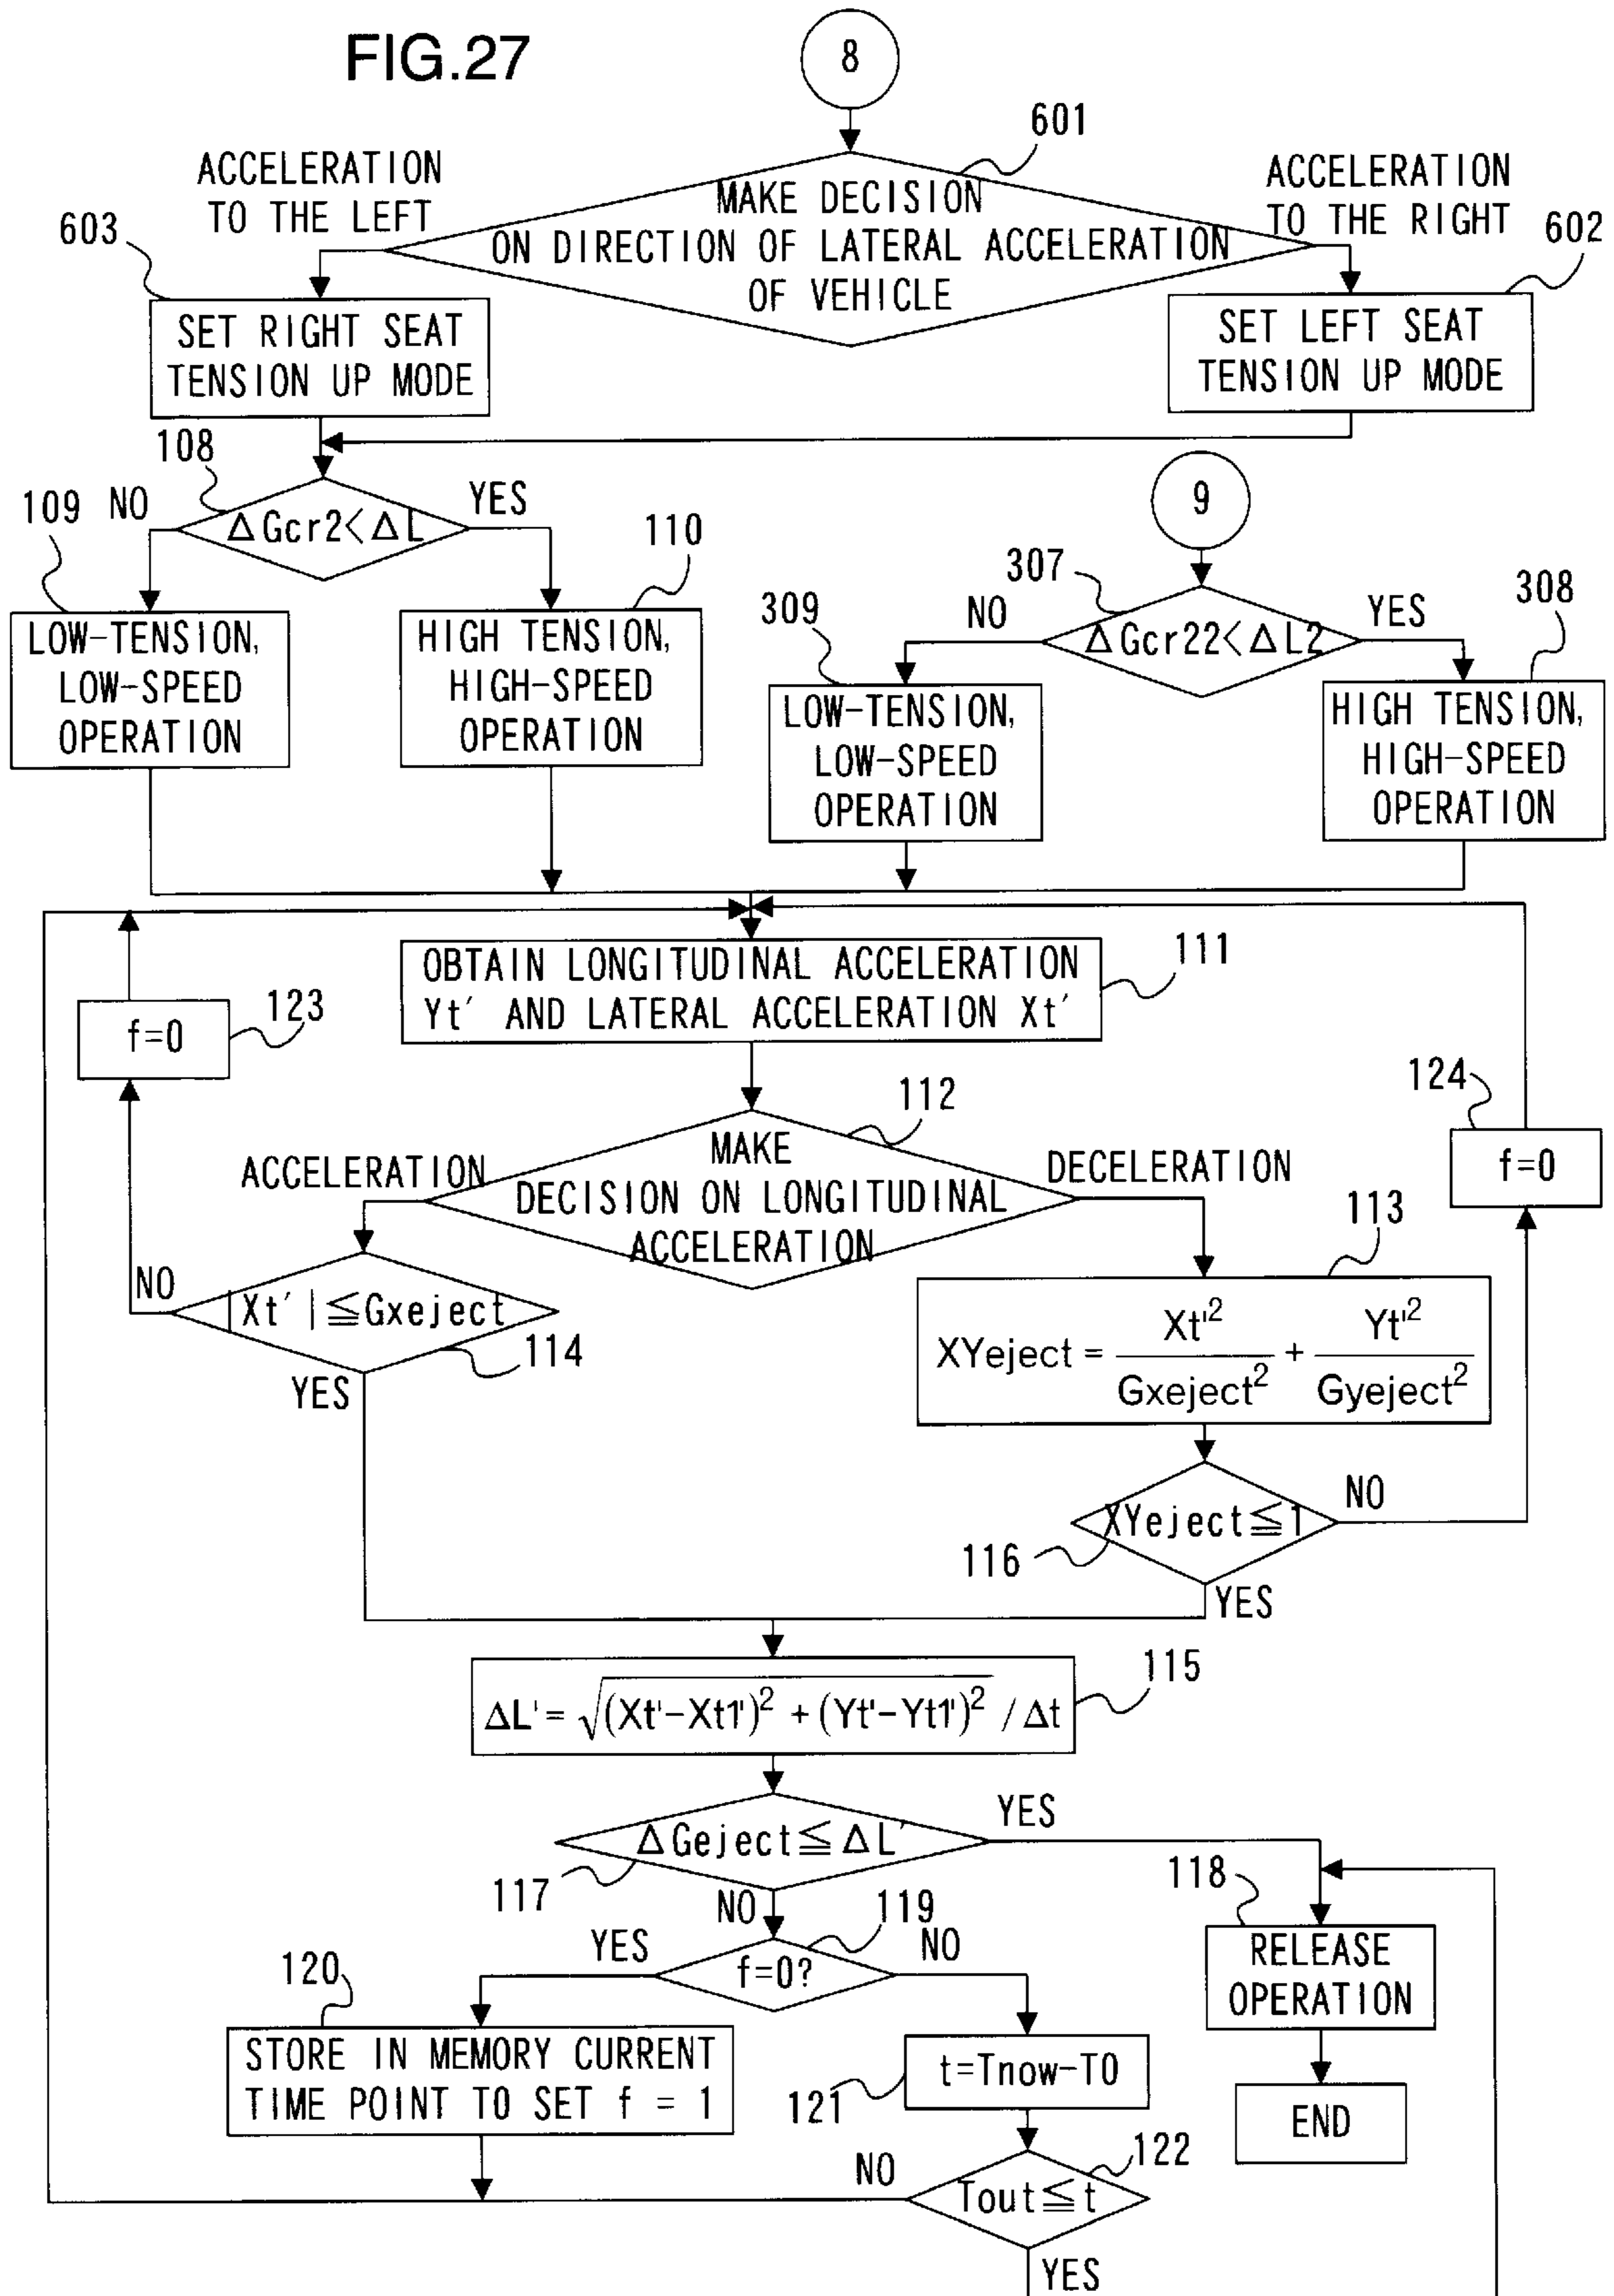 FIG.27
8
601
ACCELERATION
TO THE LEFT
MAKE DECISION
ON DIRECTION OF LATERAL ACCELERATION
OF VEHICLE
ACCELERATION
TO THE RIGHT
603
602
SET RIGHT SEAT
TENSION UP MODE
SET LEFT SEAT
TENSION UP MODE
108
109
NO
YES
ΔGcr2<ΔL
110
9
307
NO
YES
308
309
ΔGcr22<ΔL2
LOW-TENSION,
LOW-SPEED
OPERATION
HIGH TENSION,
HIGH-SPEED
OPERATION
LOW-TENSION,
LOW-SPEED
OPERATION
HIGH TENSION,
HIGH-SPEED
OPERATION
OBTAIN LONGITUDINAL ACCELERATION
Yt′ AND LATERAL ACCELERATION Xt′
111
f=0
123
112
124
f=0
ACCELERATION
MAKE
DECISION ON LONGITUDINAL
ACCELERATION
DECELERATION
113
NO
|Xt′|≦Gxeject
114
YES
XYeject = Xt'²/Gxeject² + Yt'²/Gyeject²
XYeject≦1
NO
116
YES
ΔL' = √(Xt'-Xt1')² + (Yt'-Yt1')² / Δt
115
ΔGeject≦ΔL′
YES
117
NO
118
119
YES
NO
f=0?
120
RELEASE
OPERATION
STORE IN MEMORY CURRENT
TIME POINT TO SET f = 1
t=Tnow-T0
121
END
122
NO
Tout≦t
YES